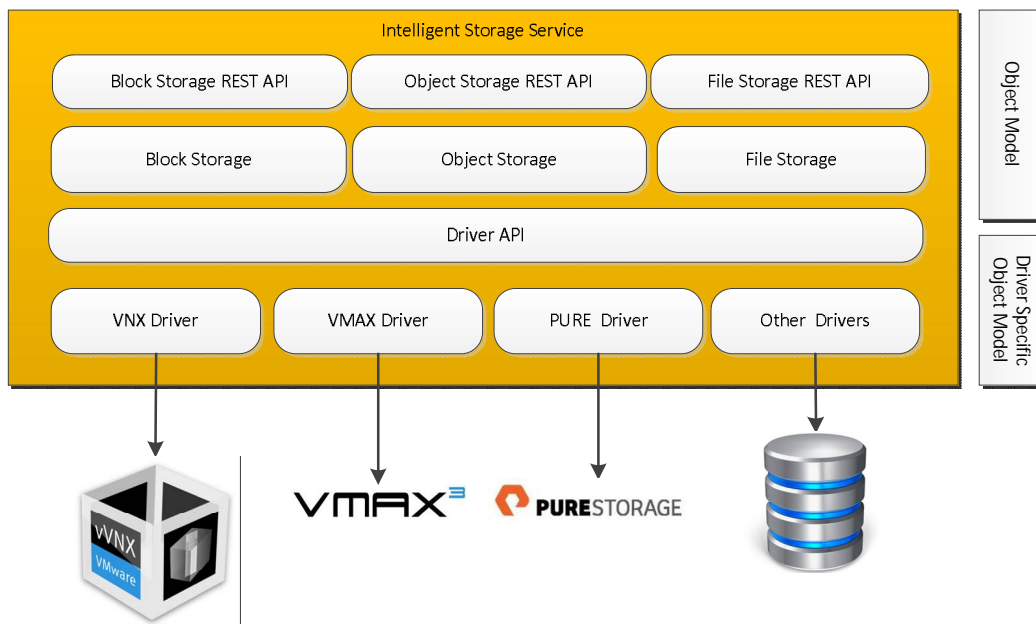 Intelligent Storage Service
Block Storage REST API
Object Storage REST API
File Storage REST API
Block Storage
Object Storage
File Storage
Driver API
VNX Driver
VMAX Driver
PURE Driver
Other Drivers
Object Model
Driver Specific
Object Model
vVNX
VMware
VMAX3
PURESTORAGE